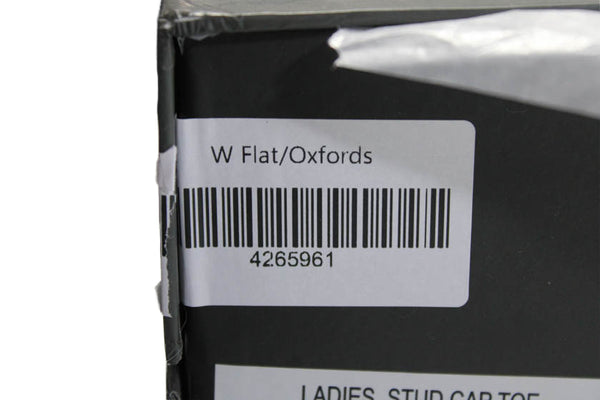 W Flat/Oxfords
4265961
LADIES STUD CAP TOE